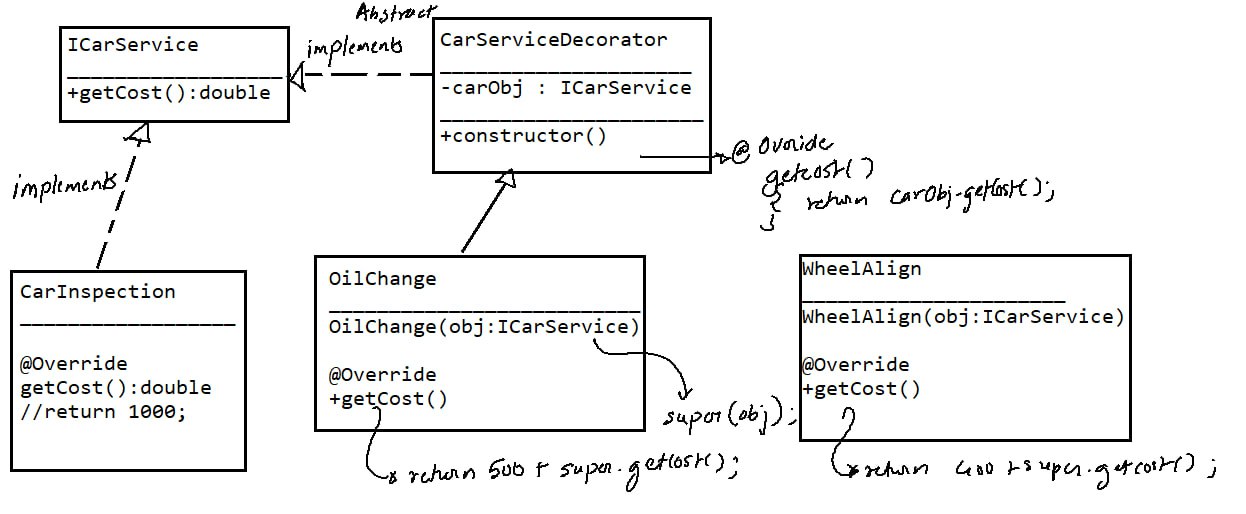 Abstract
ICarService
+getCost():double
implements
CarServiceDecorator
-carObj : ICarService
+constructor()
@ Override
getcost()
{ return carObj.getCost();
}
implements
CarInspection
@Override
getCost():double
//return 1000;
OilChange
OilChange(obj:ICarService)
@Override
+getCost()
super(obj);
return 500 + super.getCost();
WheelAlign
WheelAlign(obj:ICarService)
@Override
+getCost()
return 400 + super.getcost();